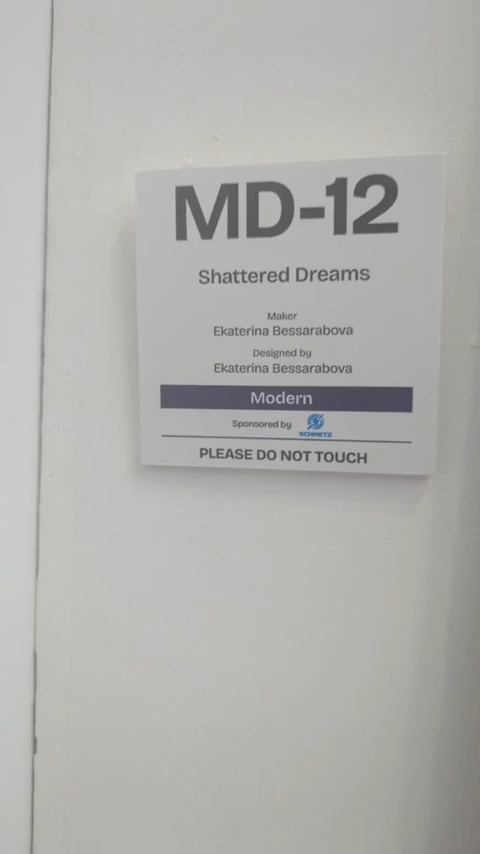 MD-12
Shattered Dreams
Maker
Ekaterina Bessarabova
Designed by
Ekaterina Bessarabova
Modern
Sponsored by SCHMETZ
PLEASE DO NOT TOUCH